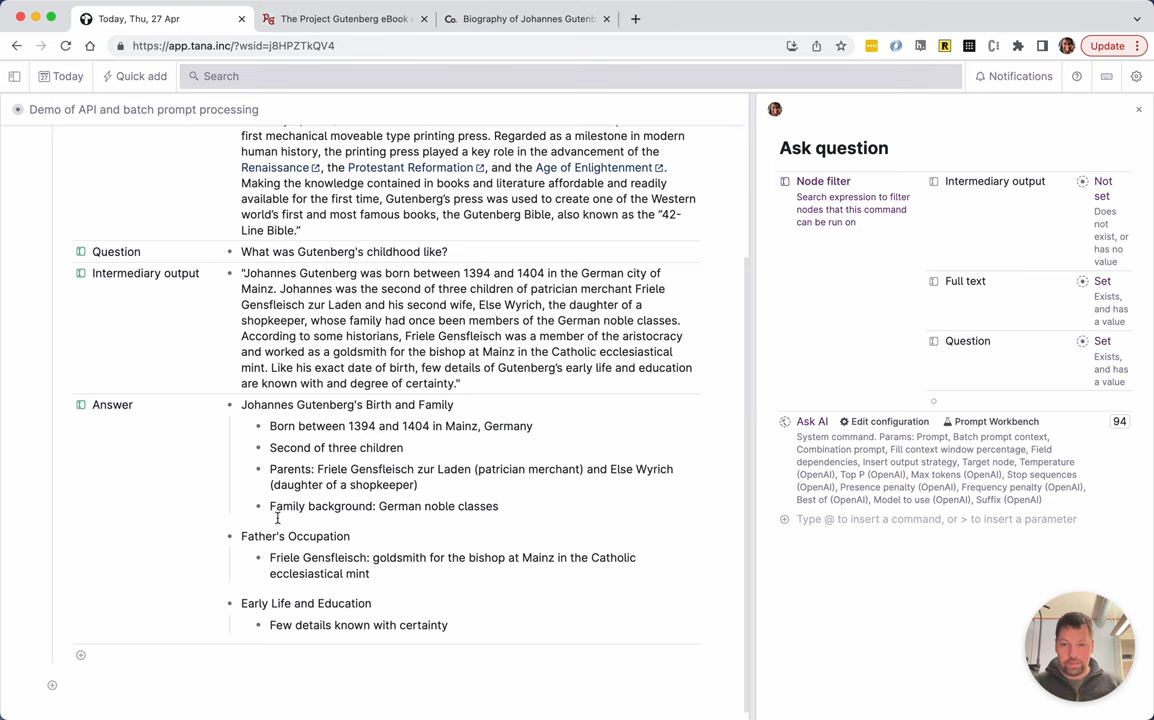 Today, Thu, 27 Apr
The Project Gutenberg eBook
Co. Biography of Johannes Gutenb
https://app.tana.inc/?wsid=j8HPZTkQV4
Update
27 Today
Quick add
Search
Notifications
Demo of API and batch prompt processing
first mechanical moveable type printing press. Regarded as a milestone in modern
human history, the printing press played a key role in the advancement of the
Renaissance, the Protestant Reformation, and the Age of Enlightenment.
Making the knowledge contained in books and literature affordable and readily
available for the first time, Gutenberg's press was used to create one of the Western
world's first and most famous books, the Gutenberg Bible, also known as the “42-
Line Bible.”
Question
What was Gutenberg's childhood like?
Intermediary output
"Johannes Gutenberg was born between 1394 and 1404 in the German city of
Mainz. Johannes was the second of three children of patrician merchant Friele
Gensfleisch zur Laden and his second wife, Else Wyrich, the daughter of a
shopkeeper, whose family had once been members of the German noble classes.
According to some historians, Friele Gensfleisch was a member of the aristocracy
and worked as a goldsmith for the bishop at Mainz in the Catholic ecclesiastical
mint. Like his exact date of birth, few details of Gutenberg's early life and education
are known with and degree of certainty."
Answer
Johannes Gutenberg's Birth and Family
Born between 1394 and 1404 in Mainz, Germany
Second of three children
Parents: Friele Gensfleisch zur Laden (patrician merchant) and Else Wyrich
(daughter of a shopkeeper)
Family background: German noble classes
Father's Occupation
Friele Gensfleisch: goldsmith for the bishop at Mainz in the Catholic
ecclesiastical mint
Early Life and Education
Few details known with certainty
Ask question
Node filter
Search expression to filter
nodes that this command
can be run on
Intermediary output
Not
set
Does
not
exist, or
has no
value
Full text
Set
Exists,
and has
a value
Question
Set
Exists,
and has
a value
Ask AI Edit configuration Prompt Workbench 94
System command. Params: Prompt, Batch prompt context,
Combination prompt, Fill context window percentage, Field
dependencies, Insert output strategy, Target node, Temperature
(OpenAI), Top P (OpenAI), Max tokens (OpenAI), Stop sequences
(OpenAI), Presence penalty (OpenAI), Frequency penalty (OpenAI),
Best of (OpenAI), Model to use (OpenAI), Suffix (OpenAI)
Type @ to insert a command, or > to insert a parameter